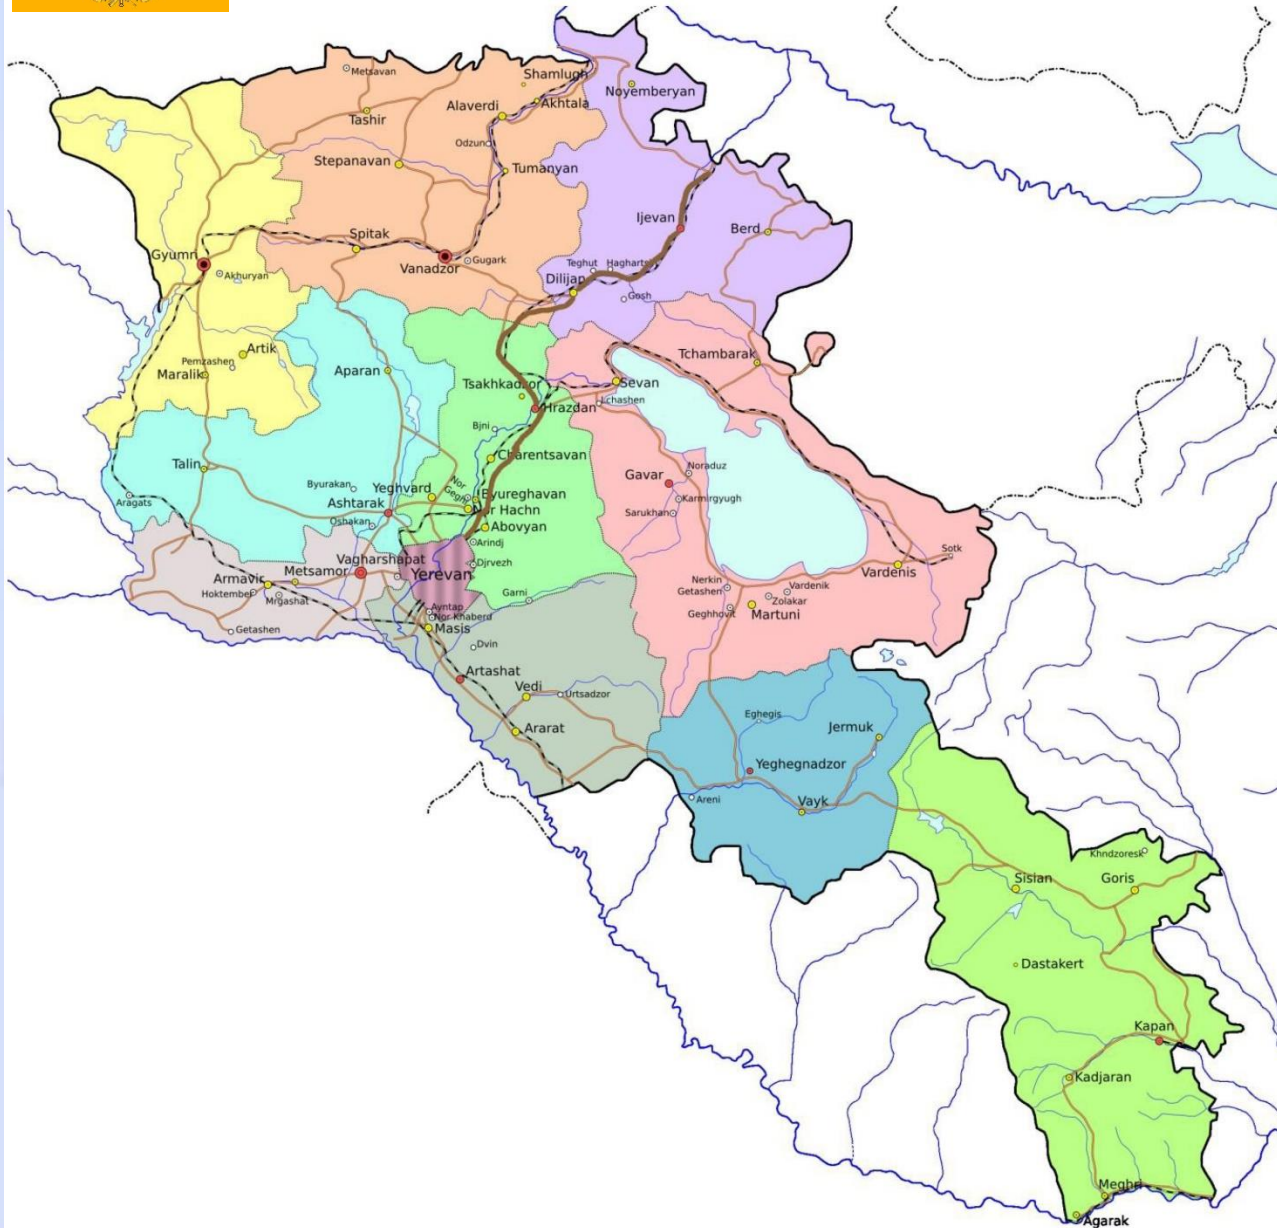 Metsavan
Shamlugh
Noyemberyan
Alaverdi
Akhtala
Tashir
Odzun
Stepanavan
Tumanyan
Ijevan
Berd
Spitak
Gyumri
Vanadzor
Gugark
Teghut
Akhuryan
Dilijan
Gosh
Artik
Pemzashen
Maralik
Aparan
Tchambarak
Tsakhkadzor
Sevan
Hrazdan
Lchashen
Bjni
Charentsavan
Talin
Noraduz
Gavar
Byurakan
Yeghvard
Nor
Geghi
Byureghavan
Karmirgyugh
Aragats
Ashtarak
Nor Hachn
Sarukhan
Oshakan
Abovyan
Arindj
Sotk
Vagharshapat
Djrvezh
Vardenis
Armavir
Metsamor
Yerevan
Hoktember
Mrgashat
Garni
Nerkin
Getashen
Vardenik
Zolakar
Ayntap
Nor Khaberd
Geghhovit
Martuni
Getashen
Masis
Dvin
Artashat
Vedi
Urtsadzor
Eghegis
Ararat
Jermuk
Yeghegnadzor
Areni
Vayk
Khndzoresk
Sisian
Goris
Dastakert
Kapan
Kadjaran
Meghri
Agarak